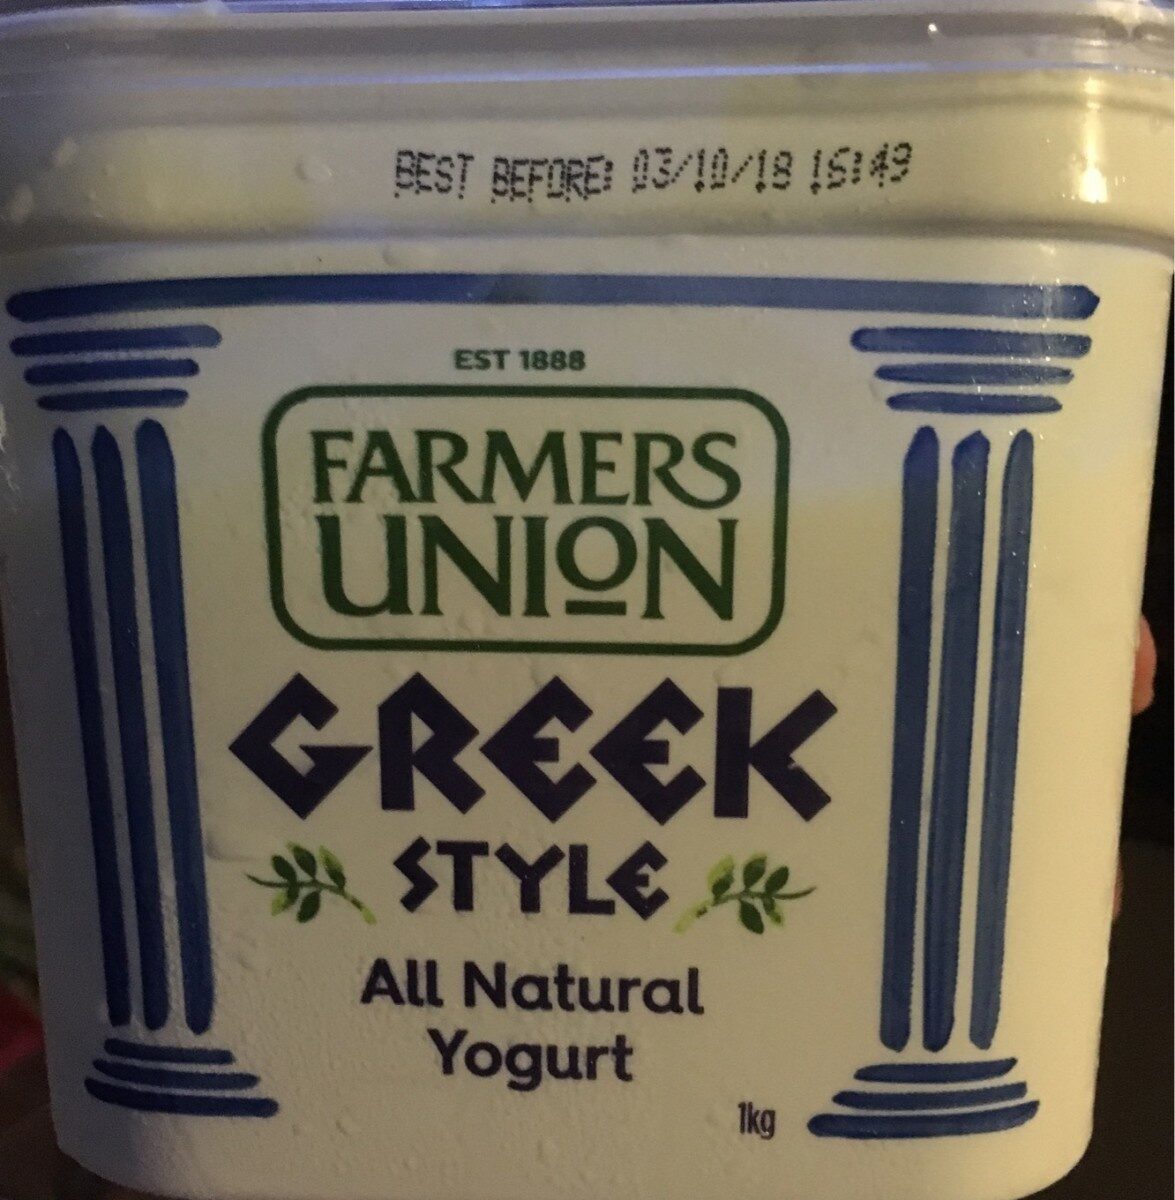 BEST BEFORE: 03/10/18 16:49
EST 1888
FARMERS
UNION
GREEK
STYLE
All Natural
Yogurt
1kg